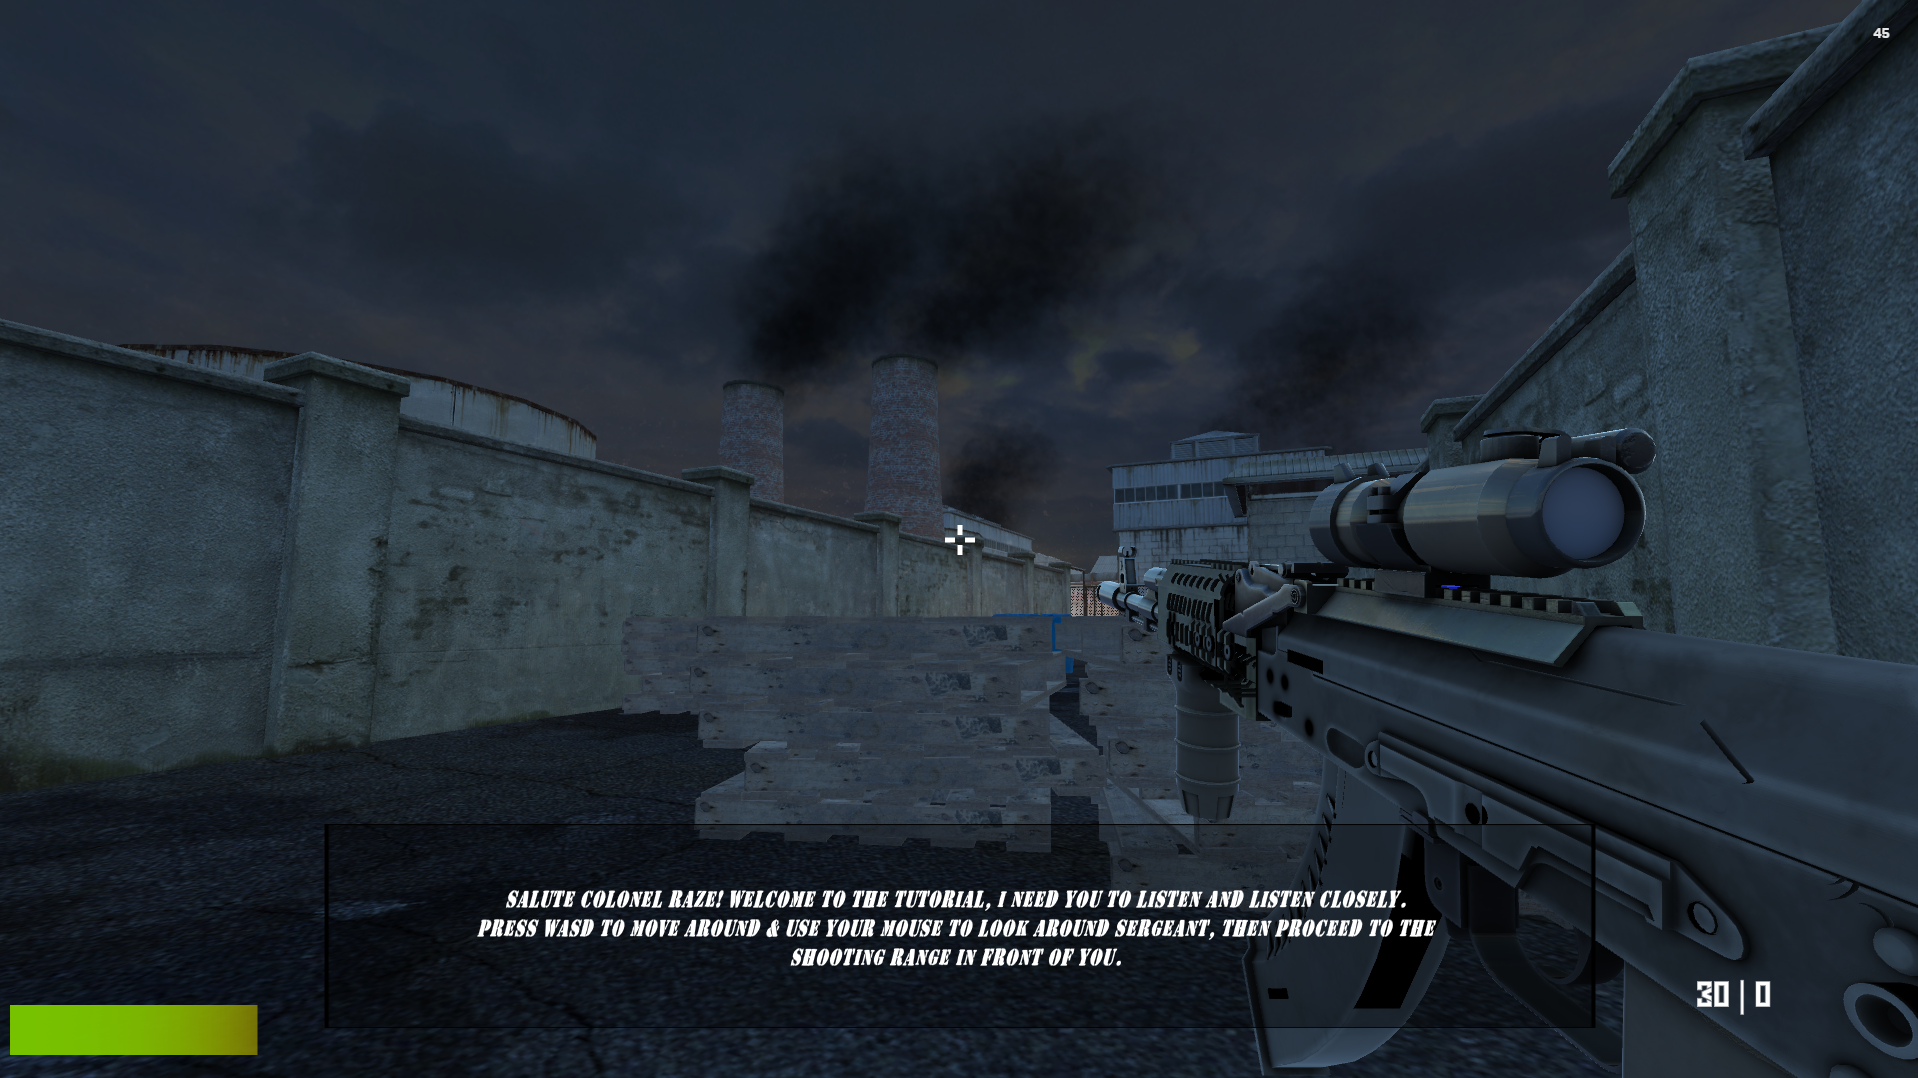 45
SALUTE COLONEL RAZE! WELCOME TO THE TUTORIAL, I NEED YOU TO LISTEN AND LISTEN CLOSELY.
PRESS WASD TO MOVE AROUND & USE YOUR MOUSE TO LOOK AROUND SERGEANT, THEN PROCEED TO THE
SHOOTING RANGE IN FRONT OF YOU.
30 | 0